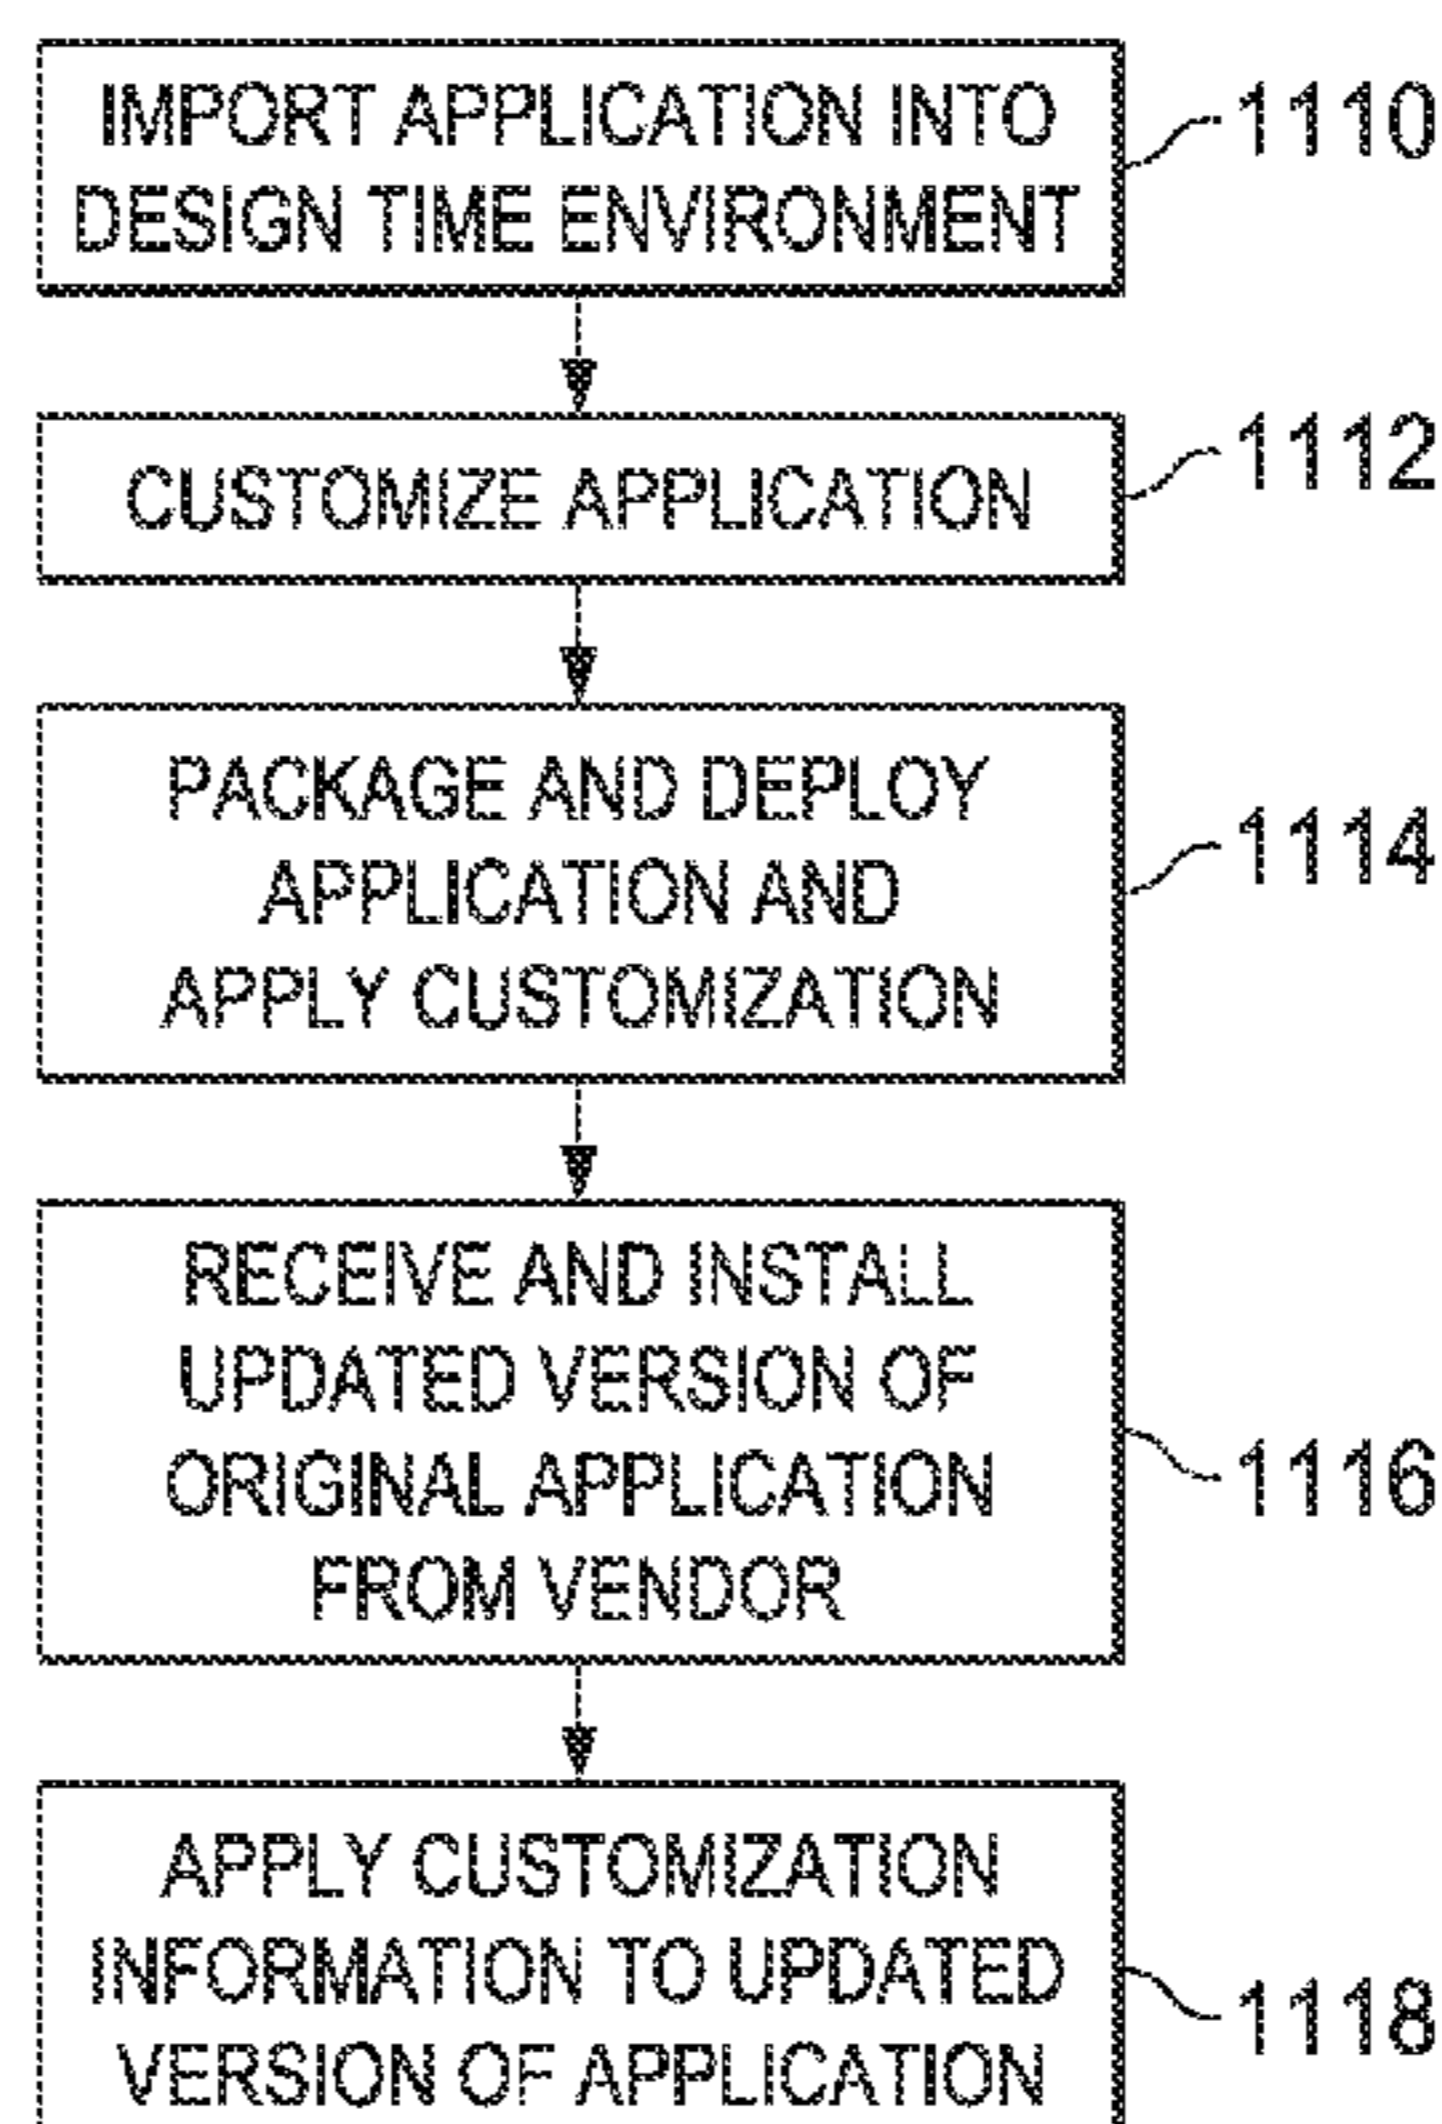 IMPORT APPLICATION INTO
DESIGN TIME ENVIRONMENT
1110
CUSTOMIZE APPLICATION
1112
PACKAGE AND DEPLOY
APPLICATION AND
APPLY CUSTOMIZATION
1114
RECEIVE AND INSTALL
UPDATED VERSION OF
ORIGINAL APPLICATION
FROM VENDOR
1116
APPLY CUSTOMIZATION
INFORMATION TO UPDATED
VERSION OF APPLICATION
1118